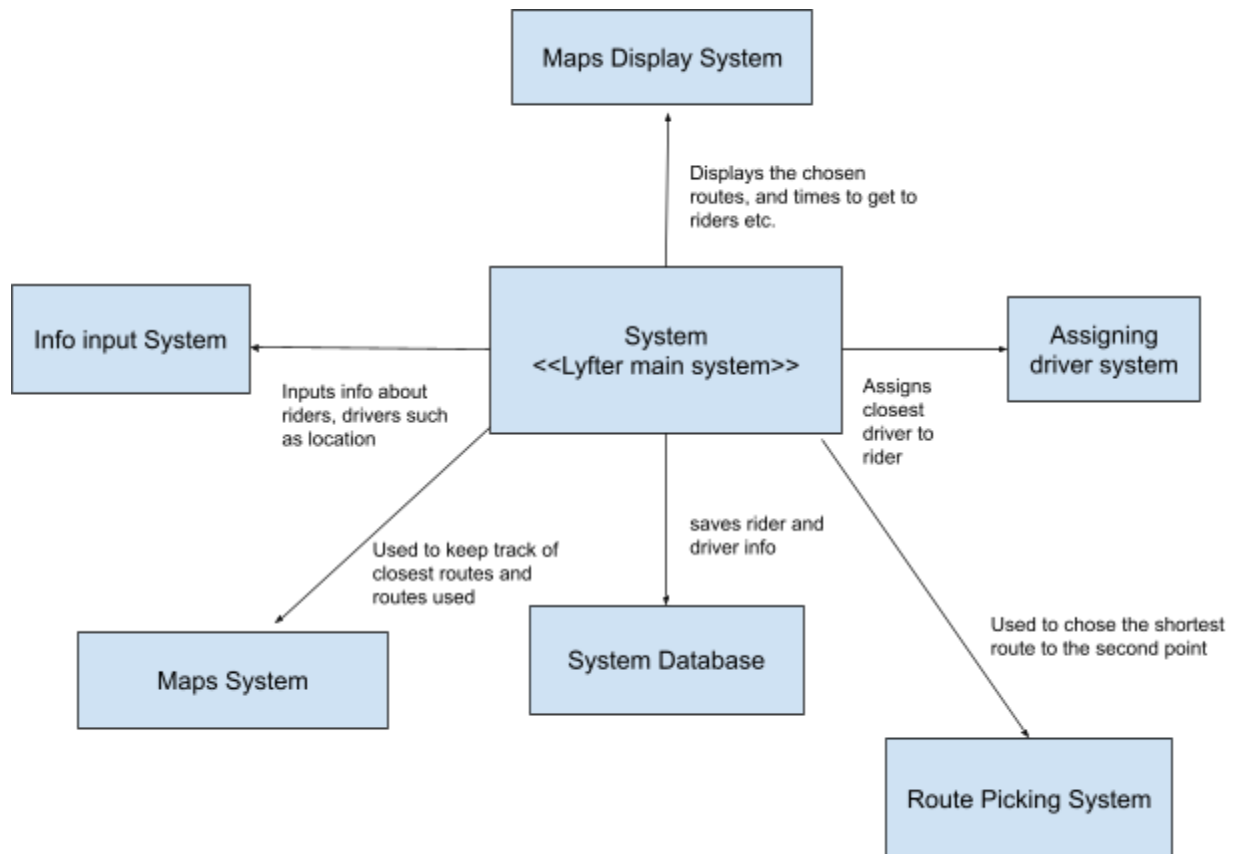 Maps Display System
Displays the chosen
routes, and times to get to
riders etc.
Info input System
System
<<Lyfter main system>>
Assigning
driver system
Inputs info about
riders, drivers such
as location
Assigns
closest
driver to
rider
Used to keep track of
closest routes and
routes used
saves rider and
driver info
Used to chose the shortest
route to the second point
Maps System
System Database
Route Picking System